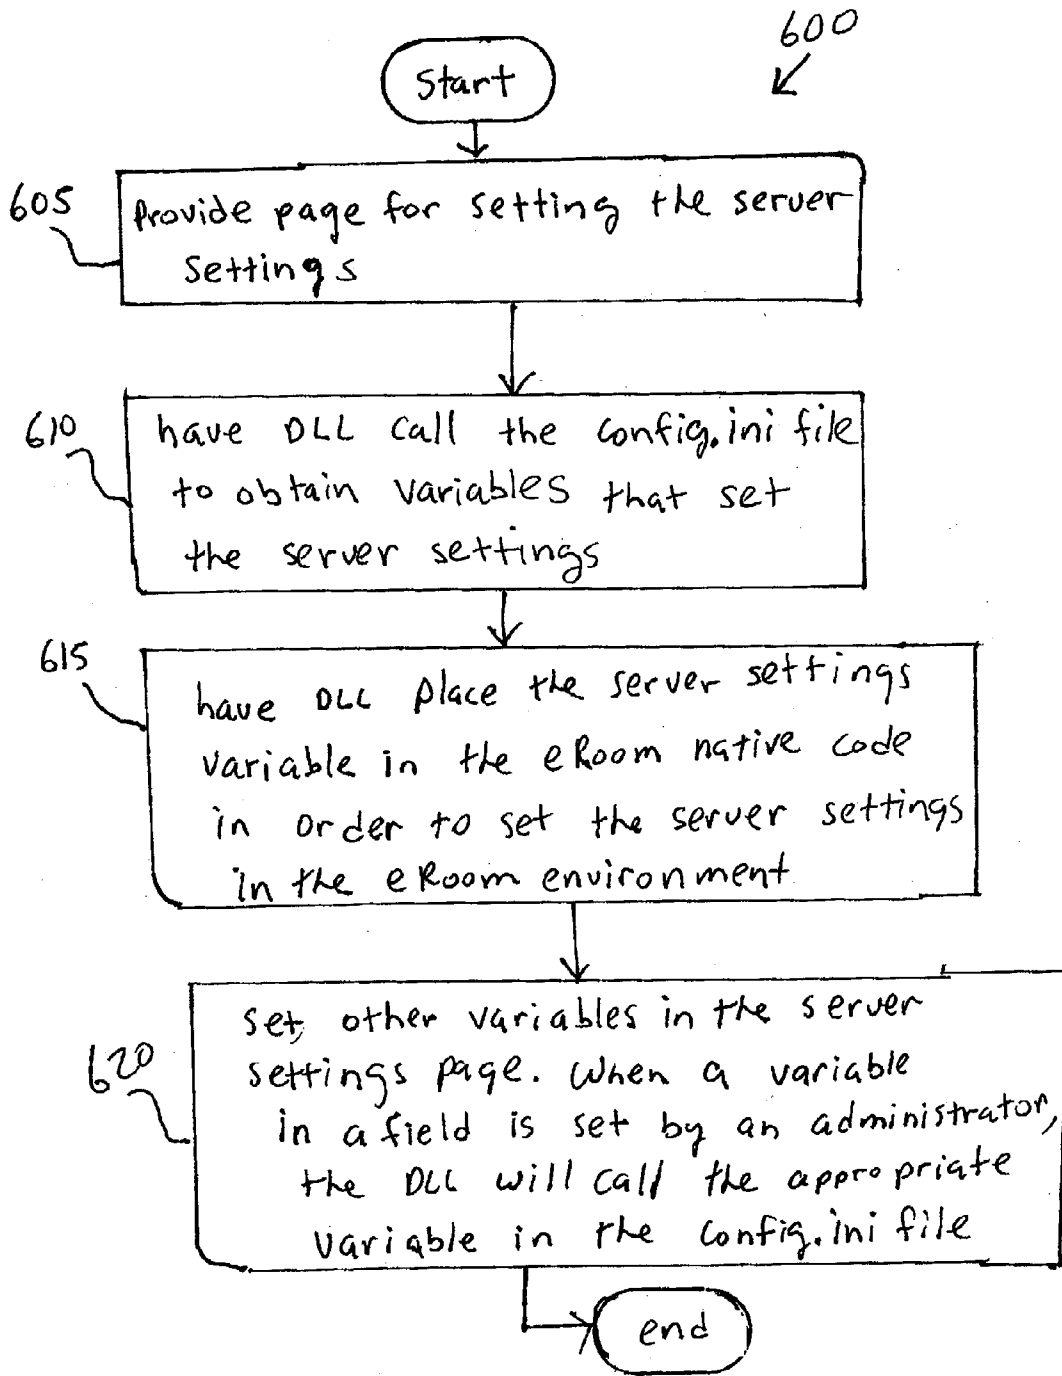 600
Start
605
Provide page for setting the server
settings
610
have DLL call the config.ini file
to obtain variables that set
the server settings
615
have DLL place the server settings
variable in the eRoom native code
in order to set the server settings
in the eRoom environment
620
set other variables in the server
settings page. When a variable
in a field is set by an administrator,
the DLL will call the appropriate
variable in the config.ini file
end